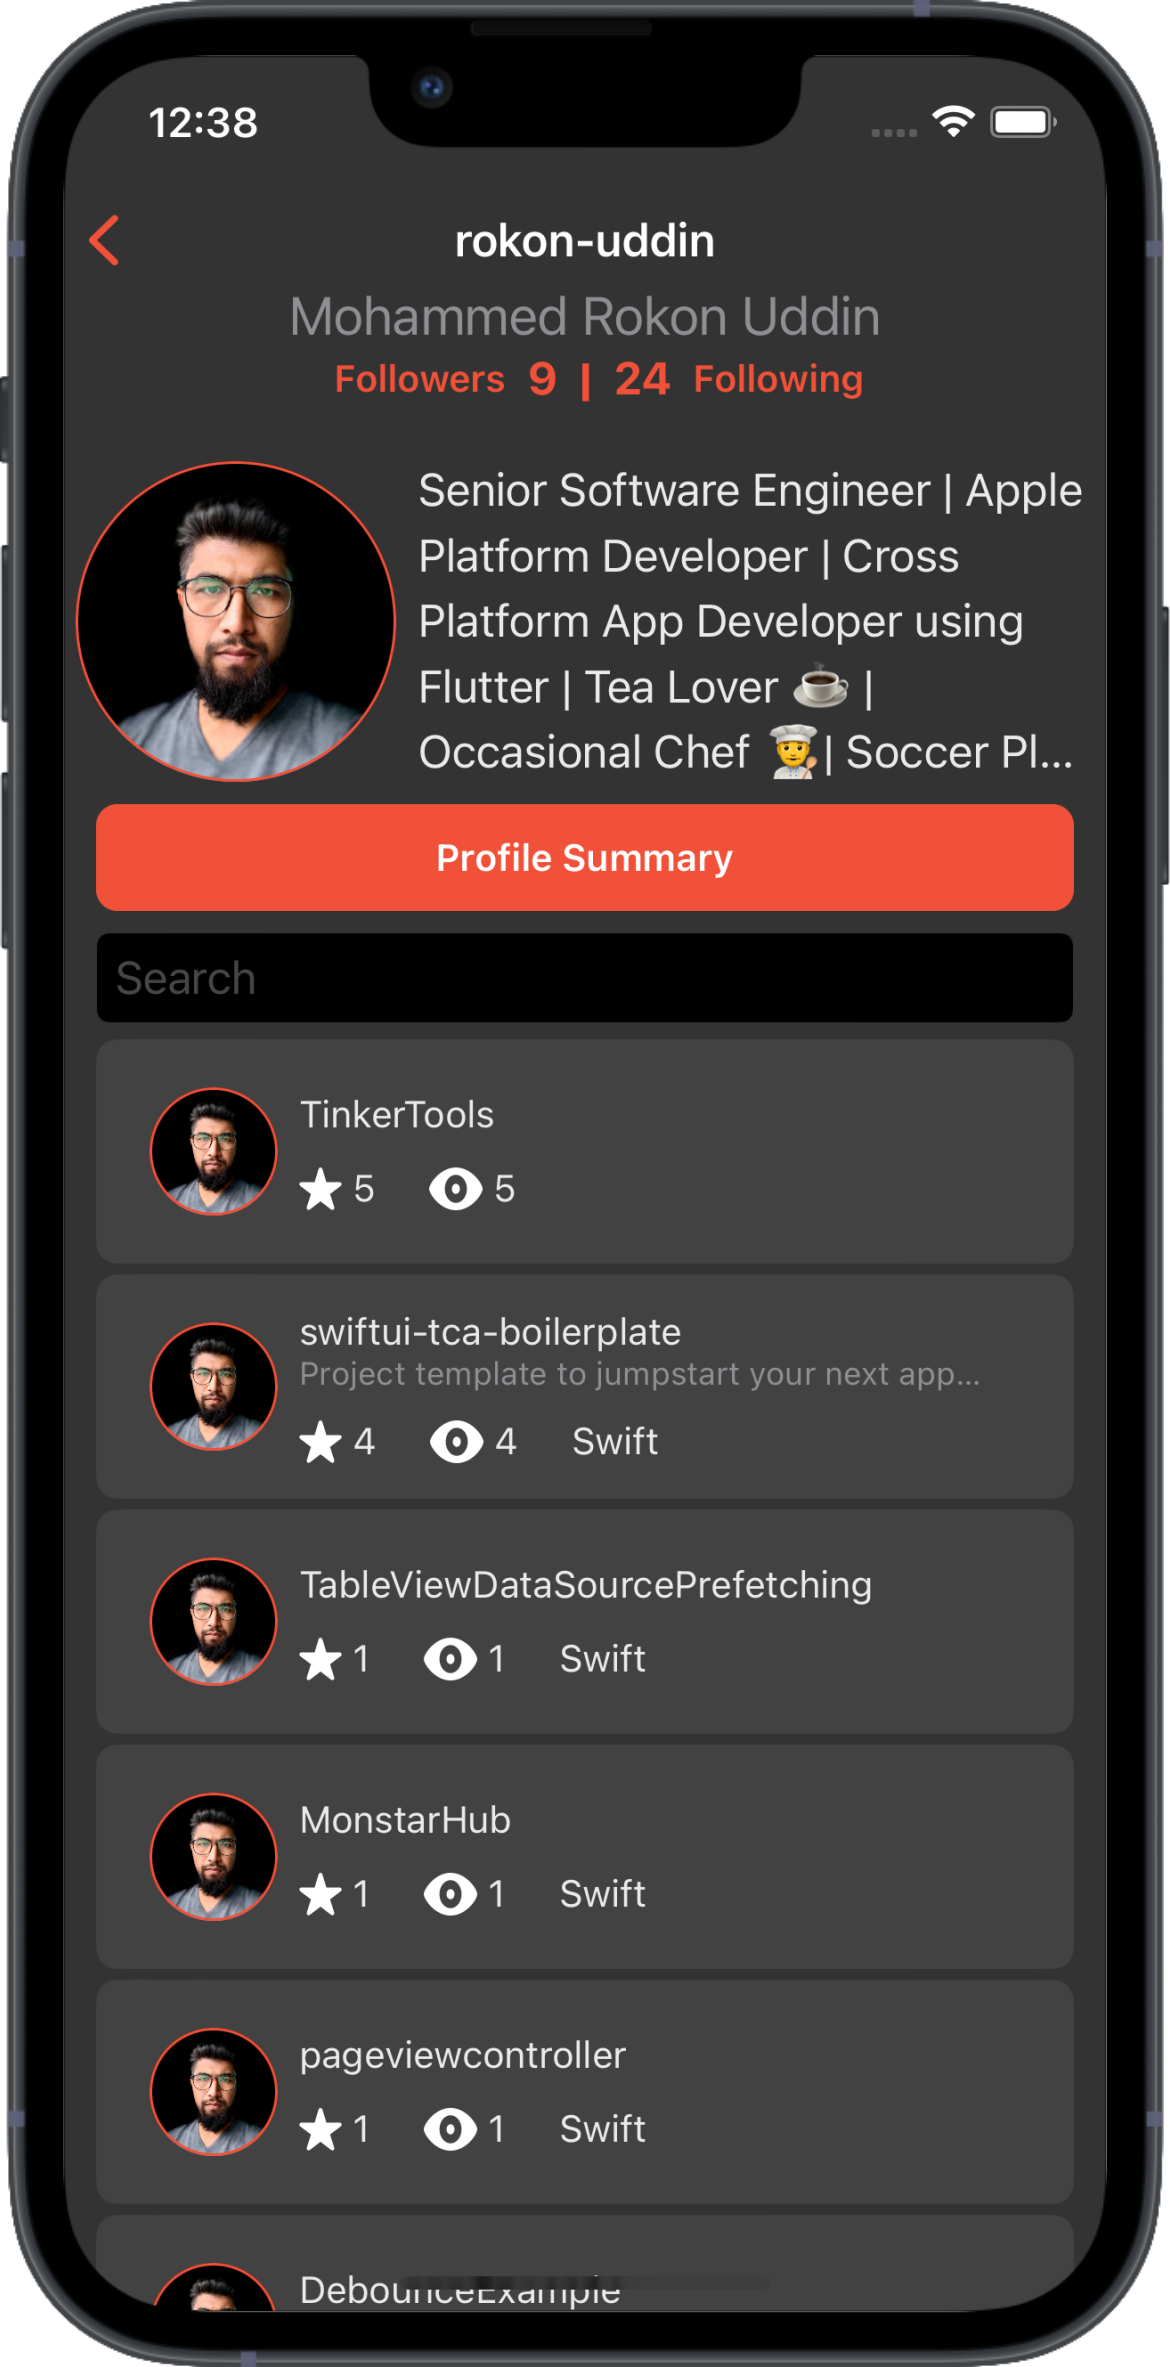 12:38
rokon-uddin
Mohammed Rokon Uddin
Followers 9 | 24 Following
Senior Software Engineer | Apple
Platform Developer | Cross
Platform App Developer using
Flutter | Tea Lover ☕ |
Occasional Chef 🧑‍🍳| Soccer Pl...
Profile Summary
Search
TinkerTools
5 5
swiftui-tca-boilerplate
Project template to jumpstart your next app...
4 4 Swift
TableViewDataSourcePrefetching
1 1 Swift
MonstarHub
1 1 Swift
pageviewcontroller
1 1 Swift
DebounceExample